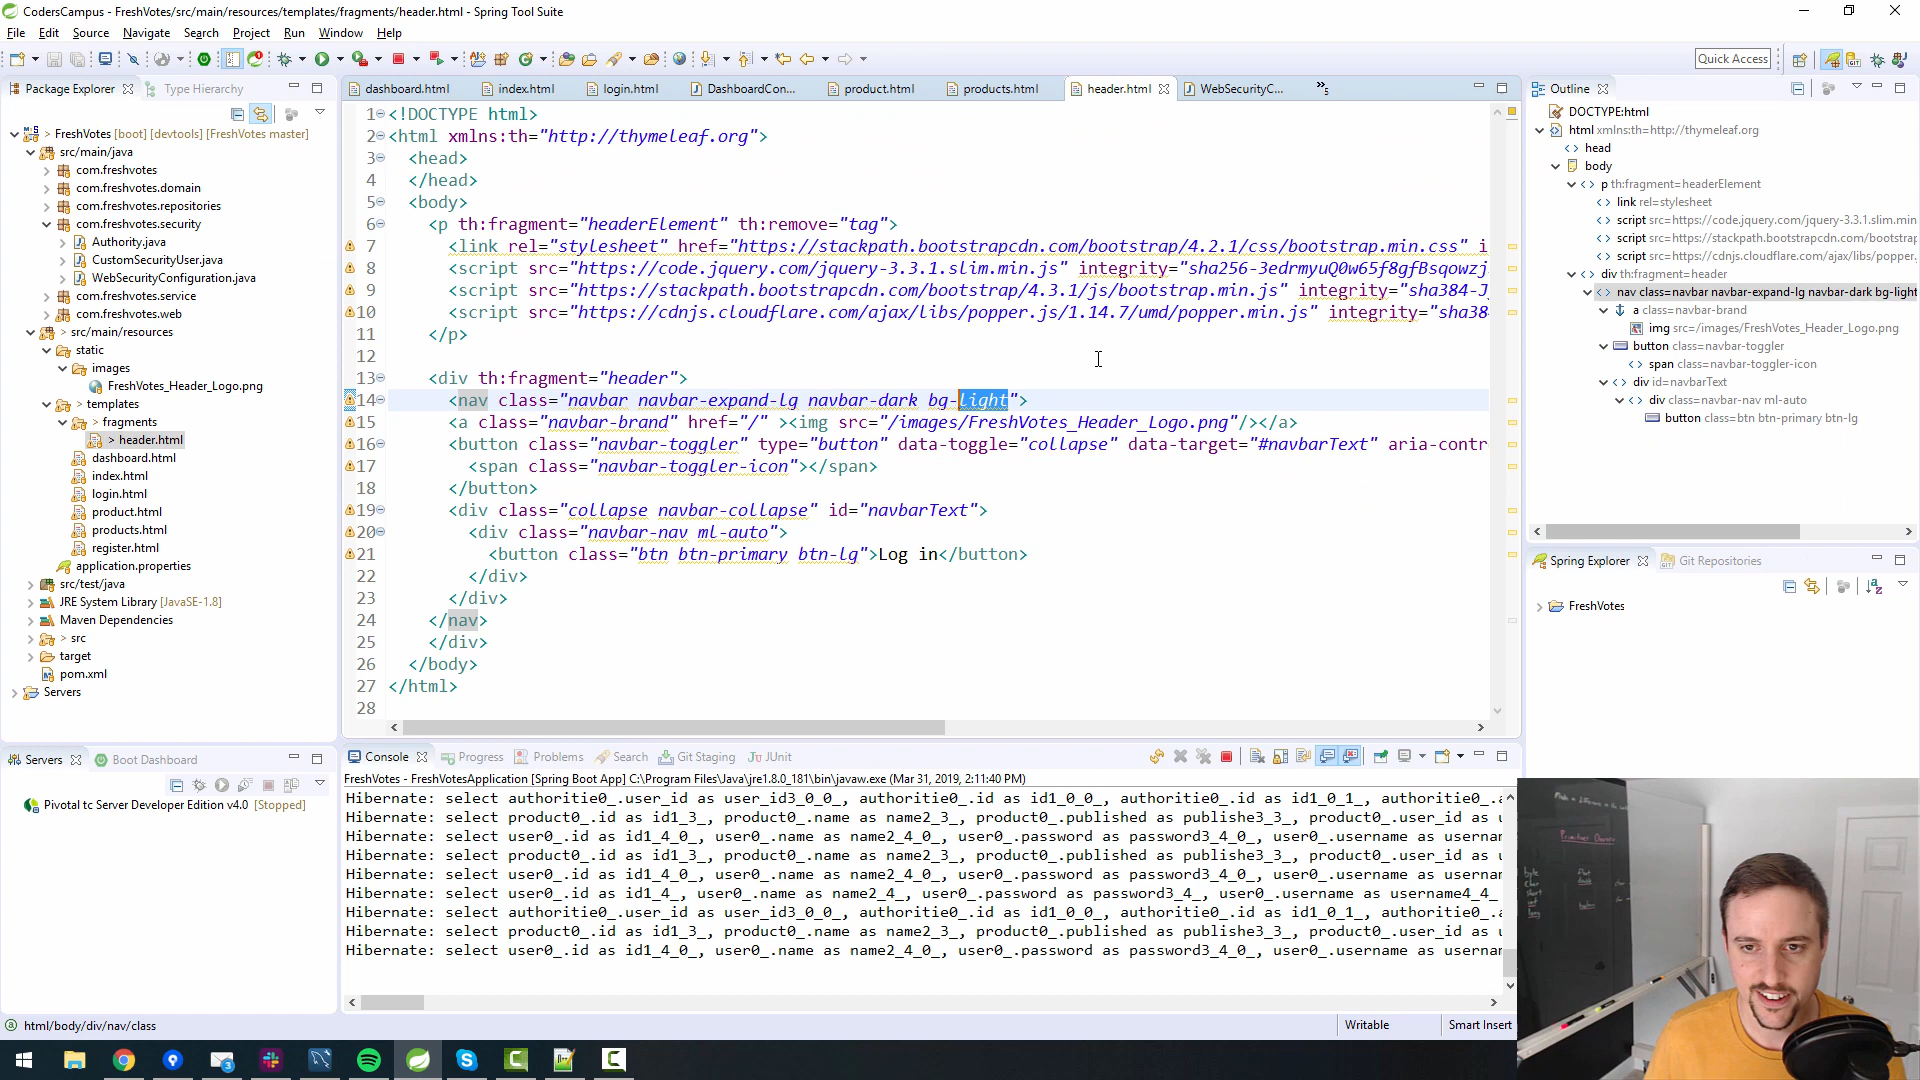 CodersCampus - FreshVotes/src/main/resources/templates/fragments/header.html - Spring Tool Suite
File Edit Source Navigate Search Project Run Window Help
Quick Access
Package Explorer Type Hierarchy
FreshVotes [boot] [devtools] [FreshVotes master]
src/main/java
com.freshvotes
com.freshvotes.domain
com.freshvotes.repositories
com.freshvotes.security
Authority.java
CustomSecurityUser.java
WebSecurityConfiguration.java
com.freshvotes.service
com.freshvotes.web
src/main/resources
static
images
FreshVotes_Header_Logo.png
templates
fragments
> header.html
dashboard.html
index.html
login.html
product.html
products.html
register.html
application.properties
src/test/java
JRE System Library [JavaSE-1.8]
Maven Dependencies
> src
target
pom.xml
Servers
dashboard.html index.html login.html DashboardCon... product.html products.html header.html WebSecurityC... »5
1 <!DOCTYPE html>
2 <html xmlns:th="http://thymeleaf.org">
3 <head>
4 </head>
5 <body>
6 <p th:fragment="headerElement" th:remove="tag">
7 <link rel="stylesheet" href="https://stackpath.bootstrapcdn.com/bootstrap/4.2.1/css/bootstrap.min.css" i
8 <script src="https://code.jquery.com/jquery-3.3.1.slim.min.js" integrity="sha256-3edrmyuQ0w65f8gfBsqowzj
9 <script src="https://stackpath.bootstrapcdn.com/bootstrap/4.3.1/js/bootstrap.min.js" integrity="sha384-J
10 <script src="https://cdnjs.cloudflare.com/ajax/libs/popper.js/1.14.7/umd/popper.min.js" integrity="sha38
11 </p>
12
13 <div th:fragment="header">
14 <nav class="navbar navbar-expand-lg navbar-dark bg-light">
15 <a class="navbar-brand" href="/" ><img src="/images/FreshVotes_Header_Logo.png"/></a>
16 <button class="navbar-toggler" type="button" data-toggle="collapse" data-target="#navbarText" aria-contr
17 <span class="navbar-toggler-icon"></span>
18 </button>
19 <div class="collapse navbar-collapse" id="navbarText">
20 <div class="navbar-nav ml-auto">
21 <button class="btn btn-primary btn-lg">Log in</button>
22 </div>
23 </div>
24 </nav>
25 </div>
26 </body>
27 </html>
28
Outline
DOCTYPE:html
html xmlns:th=http://thymeleaf.org
head
body
p th:fragment=headerElement
link rel=stylesheet
script src=https://code.jquery.com/jquery-3.3.1.slim.min
script src=https://stackpath.bootstrapcdn.com/bootstrap
script src=https://cdnjs.cloudflare.com/ajax/libs/popper.
div th:fragment=header
nav class=navbar navbar-expand-lg navbar-dark bg-light
a class=navbar-brand
img src=/images/FreshVotes_Header_Logo.png
button class=navbar-toggler
span class=navbar-toggler-icon
div id=navbarText
div class=navbar-nav ml-auto
button class=btn btn-primary btn-lg
Spring Explorer Git Repositories
FreshVotes
Servers Boot Dashboard
Pivotal tc Server Developer Edition v4.0 [Stopped]
Console Progress Problems Search Git Staging JUnit
FreshVotes - FreshVotesApplication [Spring Boot App] C:\Program Files\Java\jre1.8.0_181\bin\javaw.exe (Mar 31, 2019, 2:11:40 PM)
Hibernate: select authoritie0_.user_id as user_id3_0_0_, authoritie0_.id as id1_0_0_, authoritie0_.id as id1_0_1_, authoritie0_.a
Hibernate: select product0_.id as id1_3_, product0_.name as name2_3_, product0_.published as publishe3_3_, product0_.user_id as u
Hibernate: select user0_.id as id1_4_0_, user0_.name as name2_4_0_, user0_.password as password3_4_0_, user0_.username as usernam
Hibernate: select product0_.id as id1_3_, product0_.name as name2_3_, product0_.published as publishe3_3_, product0_.user_id as u
Hibernate: select user0_.id as id1_4_0_, user0_.name as name2_4_0_, user0_.password as password3_4_0_, user0_.username as usernam
Hibernate: select user0_.id as id1_4_, user0_.name as name2_4_, user0_.password as password3_4_, user0_.username as username4_4_
Hibernate: select authoritie0_.user_id as user_id3_0_0_, authoritie0_.id as id1_0_0_, authoritie0_.id as id1_0_1_, authoritie0_.a
Hibernate: select product0_.id as id1_3_, product0_.name as name2_3_, product0_.published as publishe3_3_, product0_.user_id as u
Hibernate: select user0_.id as id1_4_0_, user0_.name as name2_4_0_, user0_.password as password3_4_0_, user0_.username as usernam
html/body/div/nav/class
Writable Smart Insert